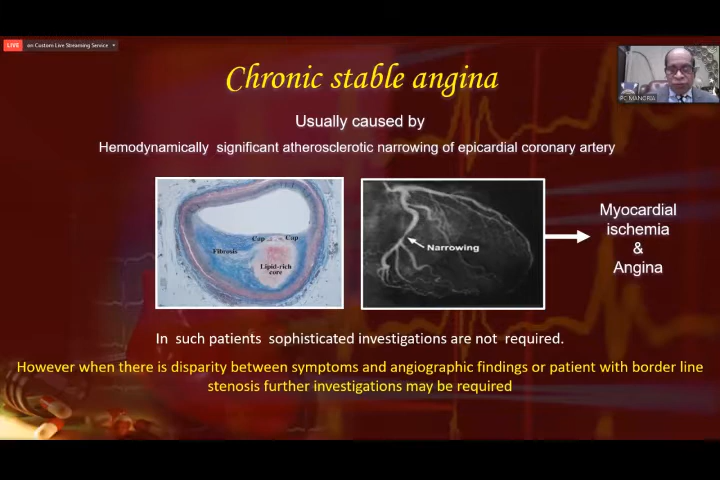 LIVE on Custom Live Streaming Service
Chronic stable angina
PC MANORIA
Usually caused by
Hemodynamically significant atherosclerotic narrowing of epicardial coronary artery
Cap Cap
Fibrosis
Lipid-rich
core
Narrowing
Myocardial
ischemia
&
Angina
In such patients sophisticated investigations are not required.
However when there is disparity between symptoms and angiographic findings or patient with border line
stenosis further investigations may be required